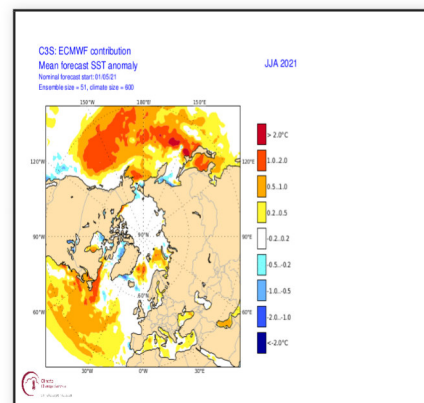 C3S: ECMWF contribution
Mean forecast SST anomaly
JJA 2021
Nominal forecast start: 01/05/21
Ensemble size = 51, climate size = 600
150°W 180°E 150°E
120°W 120°E
90°W 90°N 90°E
60°W 60°N 60°E
30°W 0°W 30°E
> 2.0°C
1.0..2.0
0.5..1.0
0.2..0.5
-0.2..0.2
-0.5..-0.2
-1.0..-0.5
-2.0..-1.0
<-2.0°C